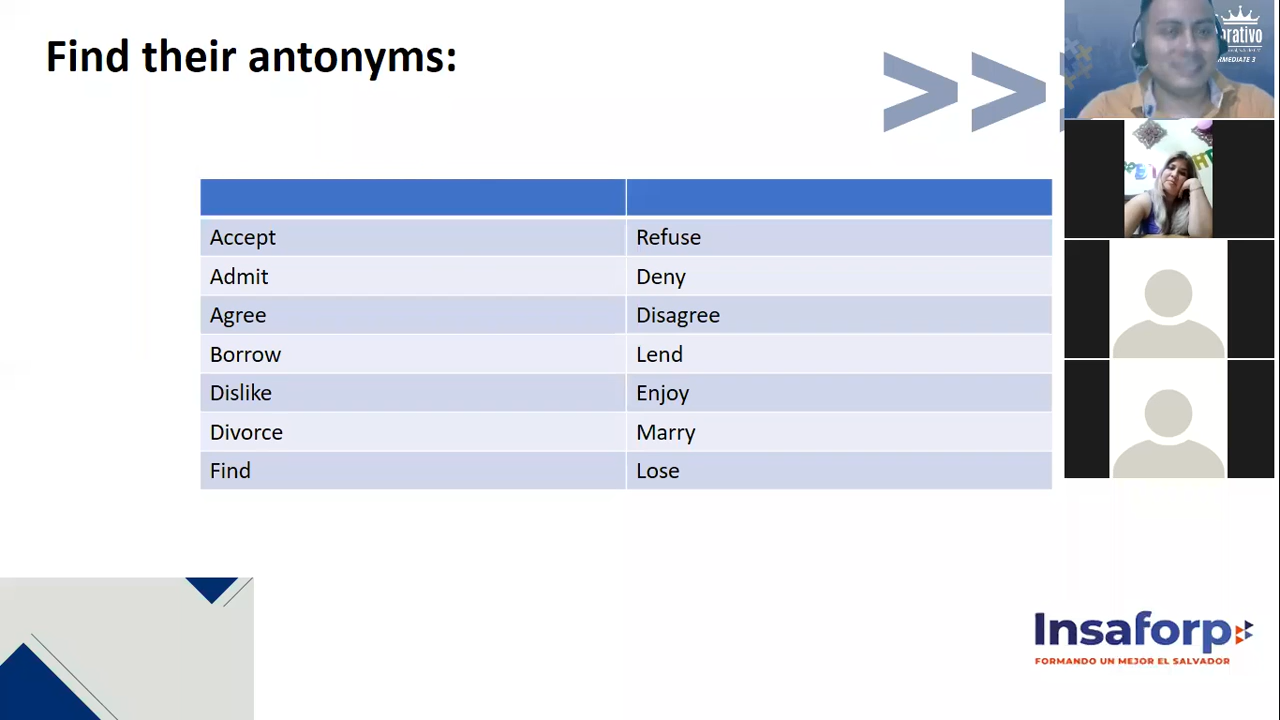 Find their antonyms:
>>
Accept Refuse
Admit Deny
Agree Disagree
Borrow Lend
Dislike Enjoy
Divorce Marry
Find Lose
Insaforp
FORMANDO UN MEJOR EL SALVADOR